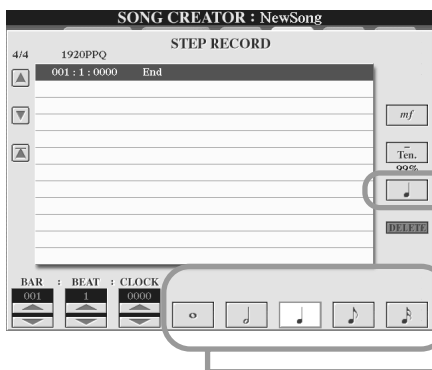 SONG CREATOR : NewSong
STEP RECORD
4/4 1920PPQ
001 : 1 : 0000 End
mf
Ten.
99%
DELETE
BAR : BEAT : CLOCK
001 1 0000